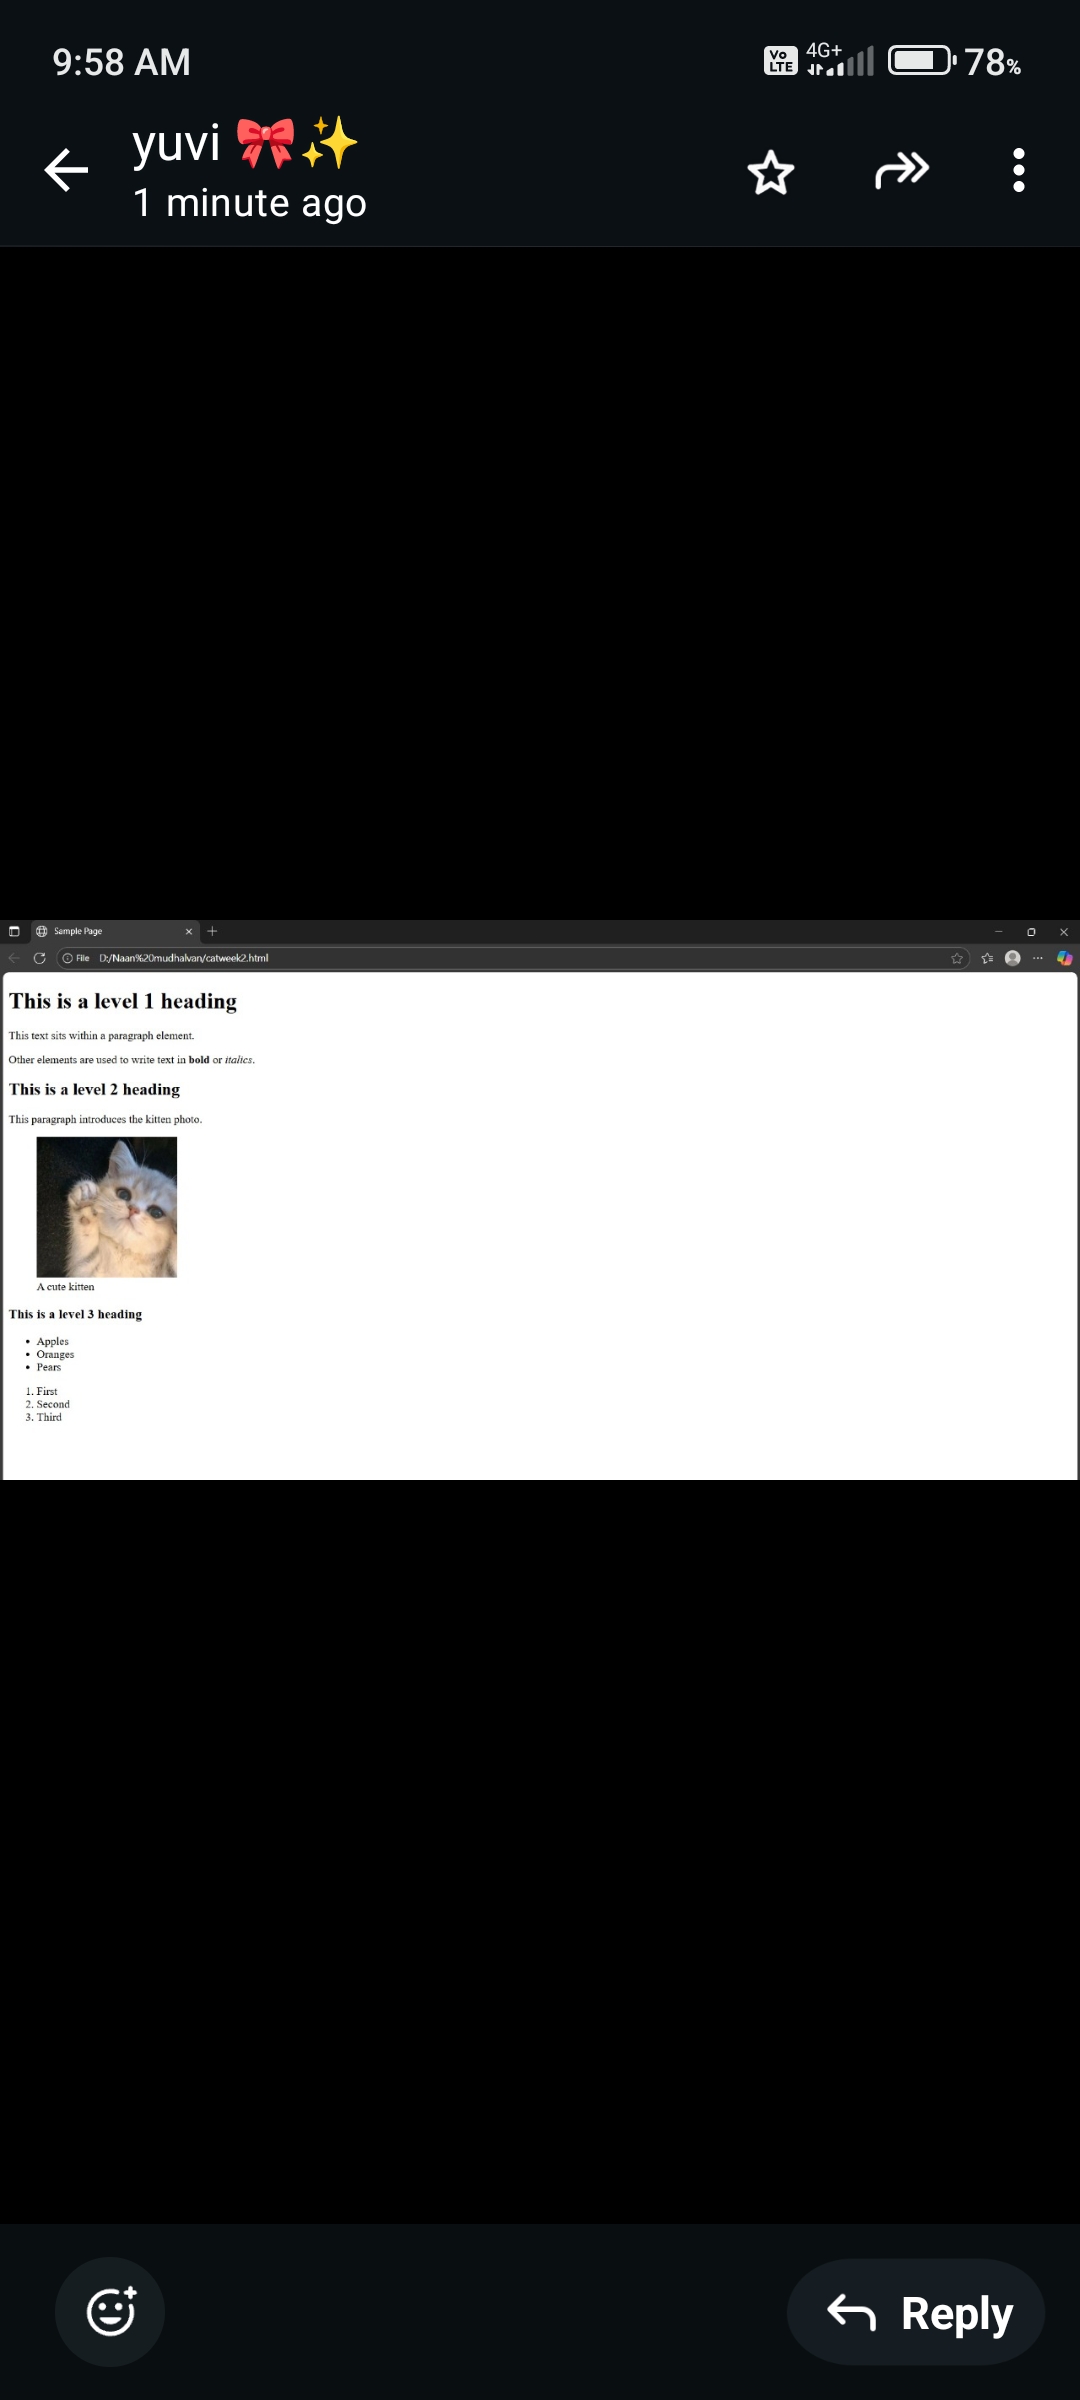 9:58 AM
Vo LTE 4G+ 78%
yuvi 🎀✨
1 minute ago
Sample Page
File D:/Naan%20mudhalvan/catweek2.html
This is a level 1 heading
This text sits within a paragraph element.
Other elements are used to write text in bold or italics.
This is a level 2 heading
This paragraph introduces the kitten photo.
A cute kitten
This is a level 3 heading
• Apples
• Oranges
• Pears
1. First
2. Second
3. Third
Reply